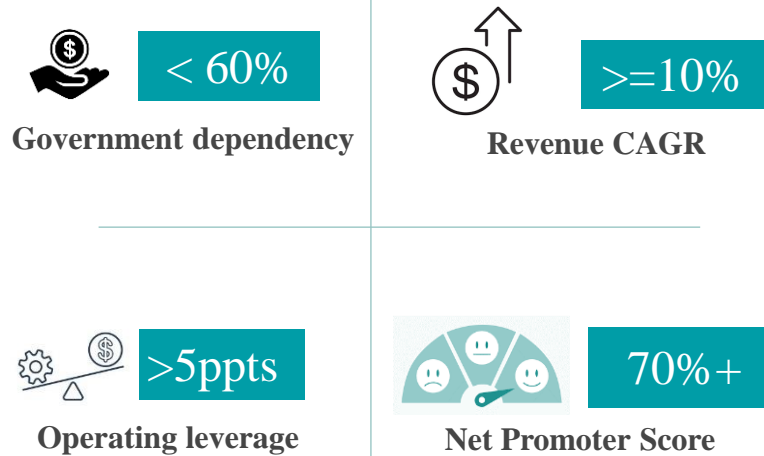 $
< 60%
Government dependency
$
>=10%
Revenue CAGR
$
>5ppts
Operating leverage
70%+
Net Promoter Score